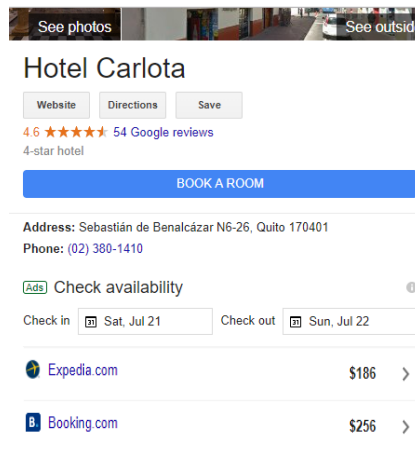 See photos
See outsid
Hotel Carlota
Website Directions Save
4.6 54 Google reviews
4-star hotel
BOOK A ROOM
Address: Sebastián de Benalcázar N6-26, Quito 170401
Phone: (02) 380-1410
Ads Check availability
Check in 31 Sat, Jul 21 Check out 31 Sun, Jul 22
Expedia.com $186
B. Booking.com $256